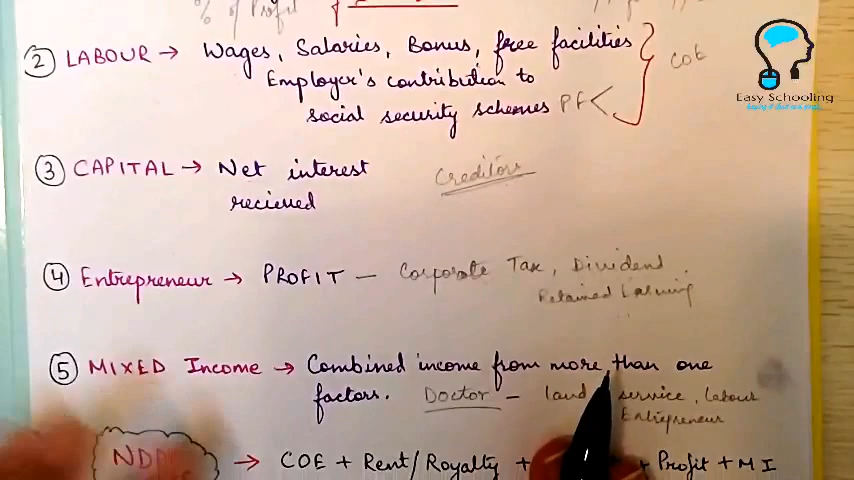 % of Profit
② LABOUR → Wages, Salaries, Bonus, free facilities
Employer's contribution to
social security schemes PF
COE
Easy Schooling
③ CAPITAL → Net interest
recieved
Creditors
④ Entrepreneur → PROFIT — Corporate Tax, Dividend
Retained Earning
⑤ MIXED Income → Combined income from more than one
factors. Doctor – land service, Labour
Entrepreneur
→ COE + Rent/Royalty + + Profit + MI